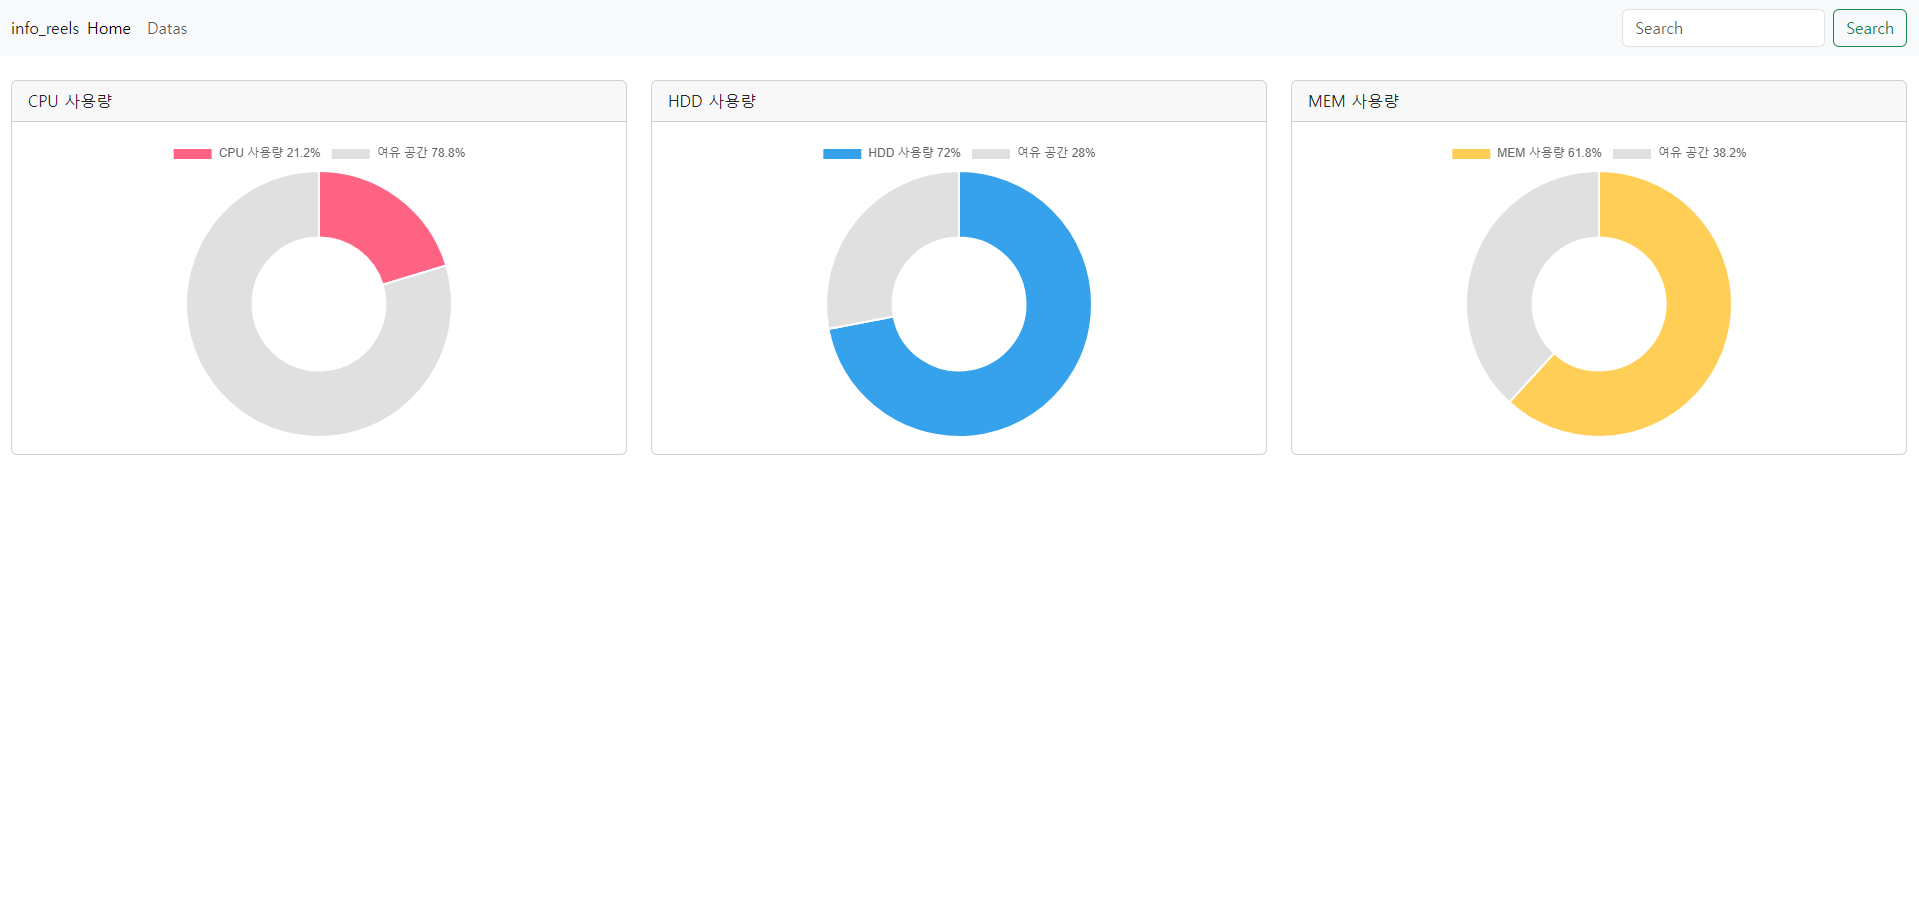 info_reels Home Datas Search Search
CPU 사용량
CPU 사용량 21.2% 여유 공간 78.8%
HDD 사용량
HDD 사용량 72% 여유 공간 28%
MEM 사용량
MEM 사용량 61.8% 여유 공간 38.2%